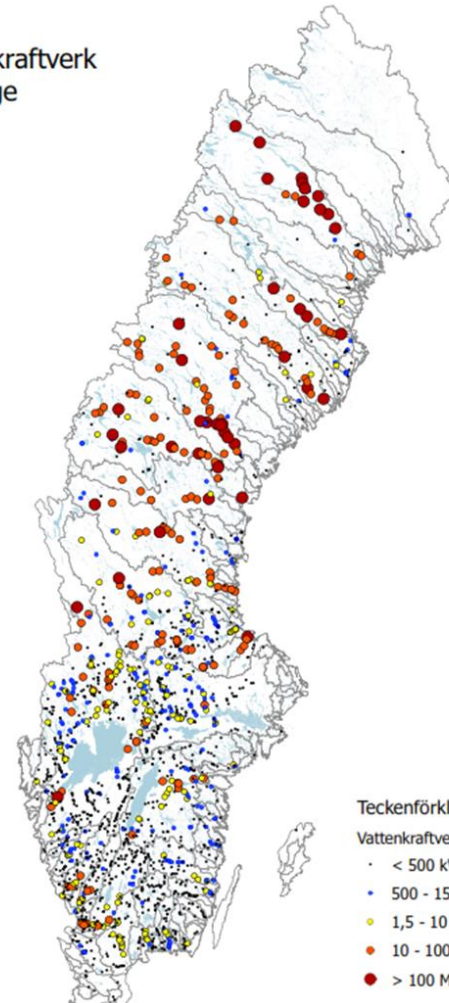 kraftverk
ge
Teckenförkl
Vattenkraftve
< 500 k
500 - 15
1,5 - 10
10 - 100
> 100 M